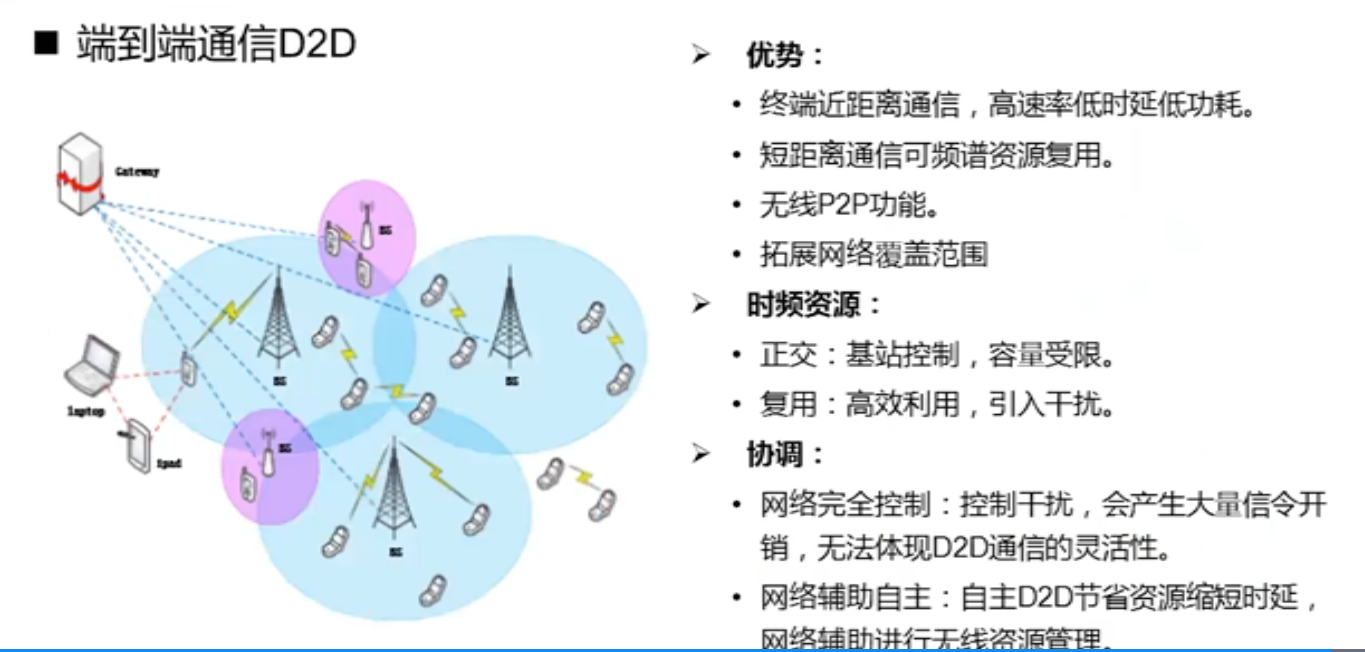 ■ 端到端通信D2D
Gateway
BS
BS
BS
laptop
ipad
BS
BS
➢ 优势：
• 终端近距离通信，高速率低时延低功耗。
• 短距离通信可频谱资源复用。
• 无线P2P功能。
• 拓展网络覆盖范围
➢ 时频资源：
• 正交：基站控制，容量受限。
• 复用：高效利用，引入干扰。
➢ 协调：
• 网络完全控制：控制干扰，会产生大量信令开
销，无法体现D2D通信的灵活性。
• 网络辅助自主：自主D2D节省资源缩短时延，
网络辅助进行无线资源管理。